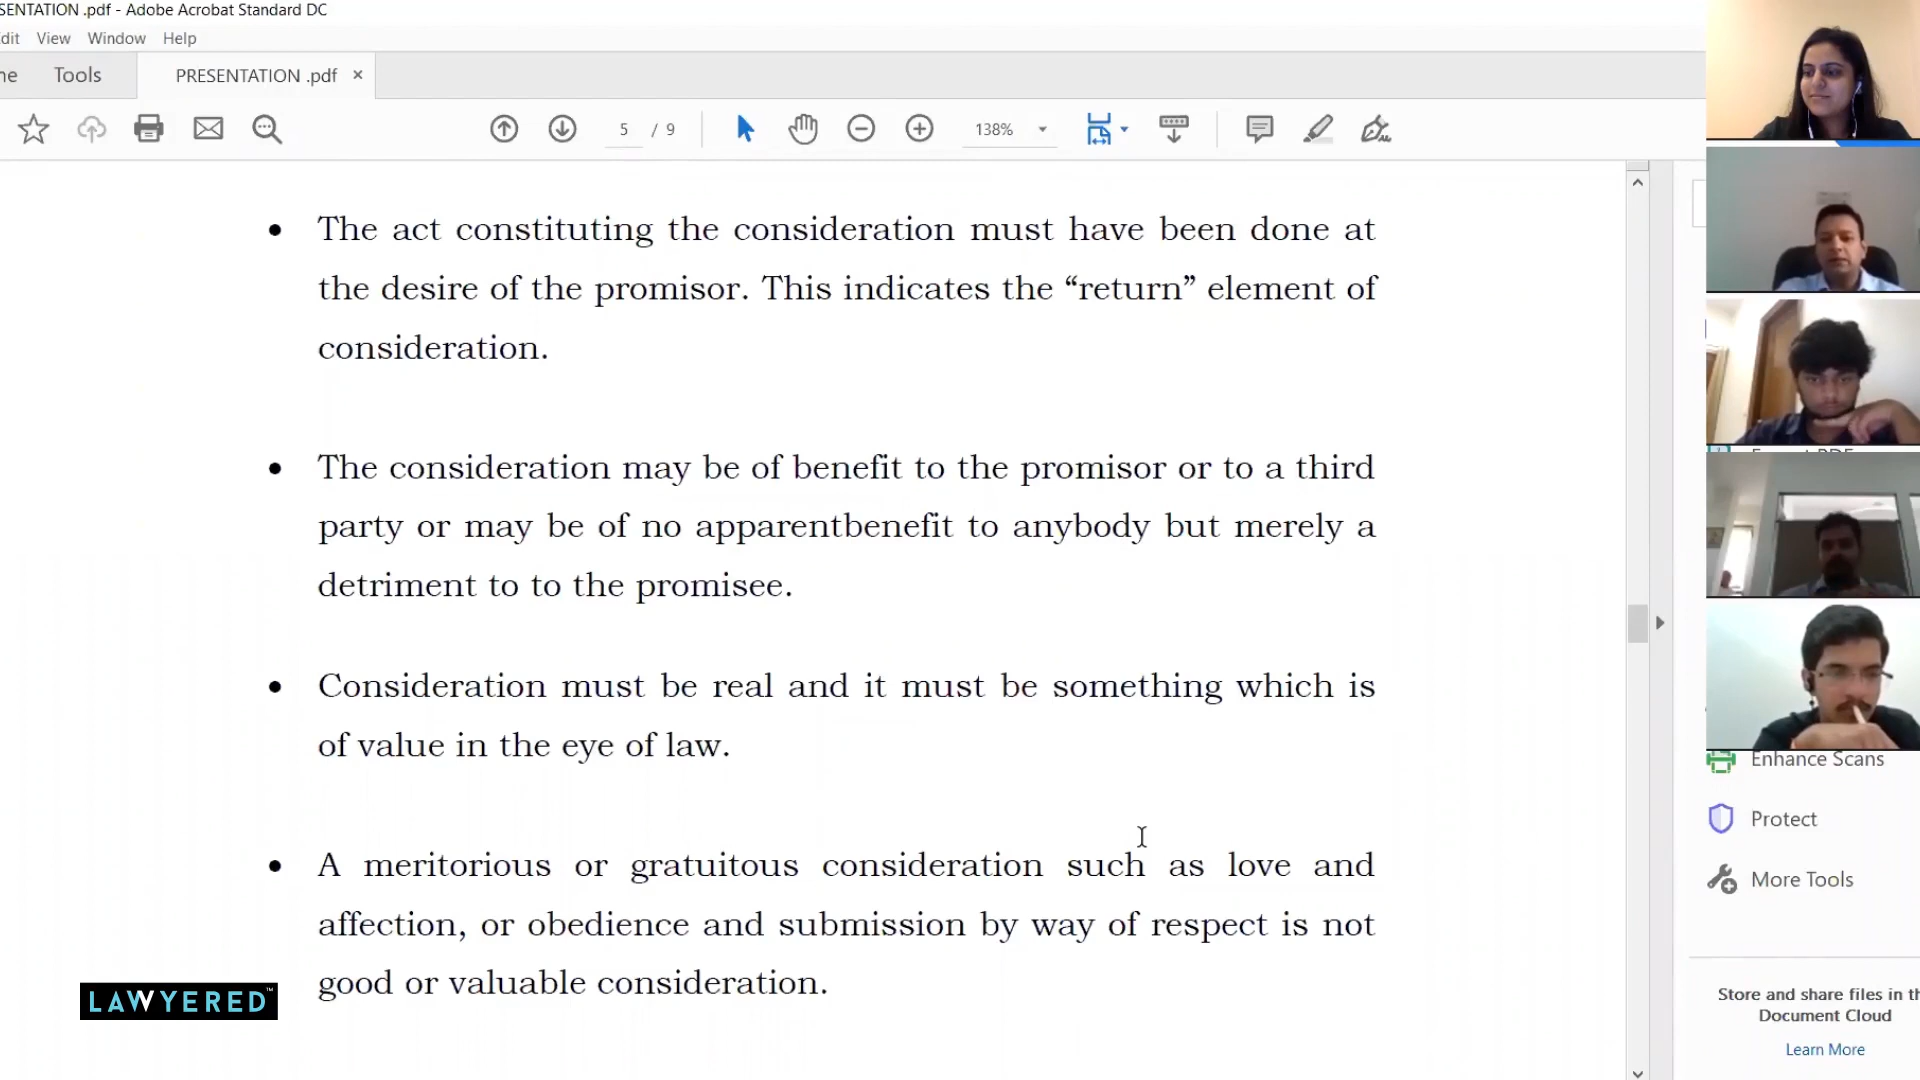 SENTATION .pdf - Adobe Acrobat Standard DC
dit View Window Help
me Tools PRESENTATION .pdf ×
5 / 9 138%
• The act constituting the consideration must have been done at
the desire of the promisor. This indicates the “return” element of
consideration.
• The consideration may be of benefit to the promisor or to a third
party or may be of no apparentbenefit to anybody but merely a
detriment to to the promisee.
• Consideration must be real and it must be something which is
of value in the eye of law.
• A meritorious or gratuitous consideration such as love and
affection, or obedience and submission by way of respect is not
good or valuable consideration.
LAWYERED™
Enhance Scans
Protect
More Tools
Store and share files in th
Document Cloud
Learn More